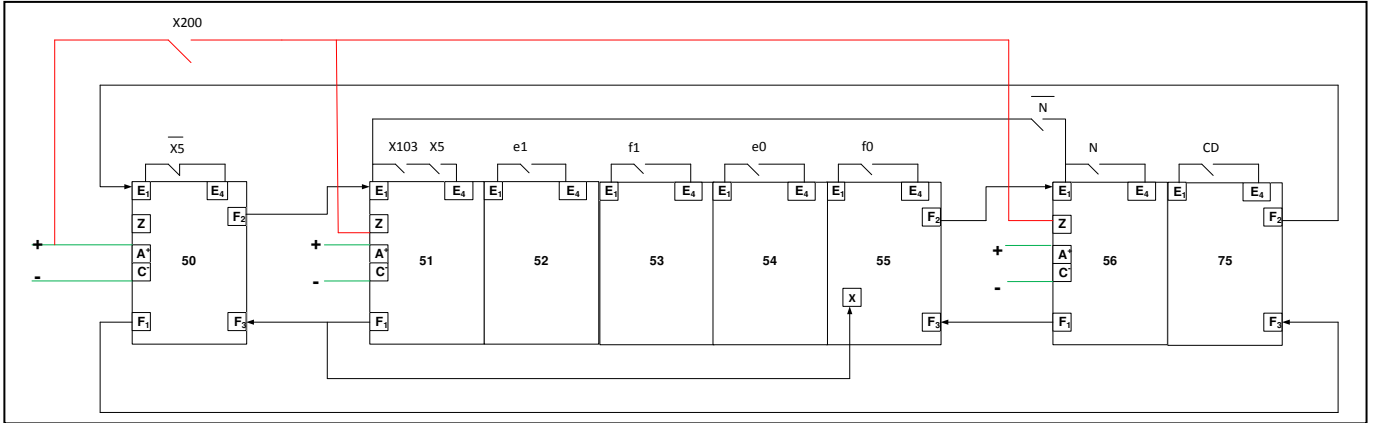 X200
N
X5
X103 X5 e1 f1 e0 f0 N CD
E1 E4 E1 E4 E1 E4 E1 E4 E1 E4 E1 E4 E1 E4 E1 E4
Z F2 Z F2 Z F2
+ A+ + A+ + A+
50 51 52 53 54 55 56 75
- C- - C- - C-
X
F1 F3 F1 F3 F1 F3